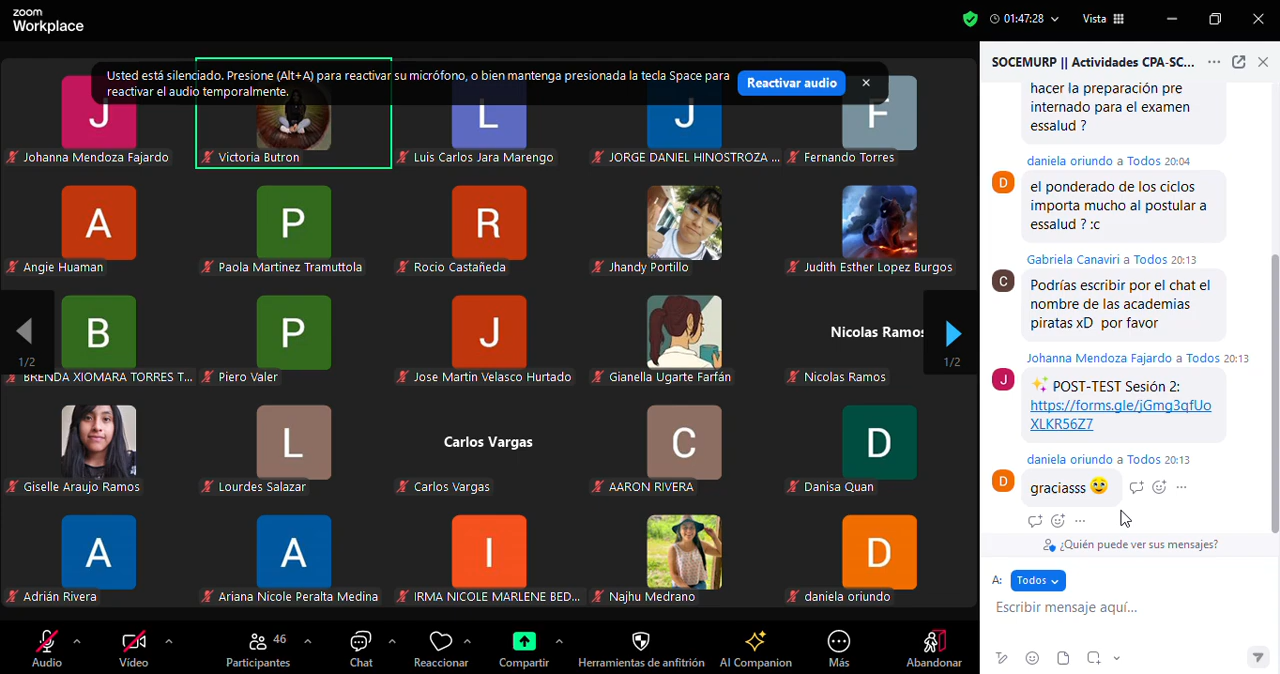 zoom
Workplace
01:47:28
Vista
Usted está silenciado. Presione (Alt+A) para reactivar su micrófono, o bien mantenga presionada la tecla Space para
reactivar el audio temporalmente.
Reactivar audio
J
L
J
F
Johanna Mendoza Fajardo
Victoria Butron
Luis Carlos Jara Marengo
JORGE DANIEL HINOSTROZA ...
Fernando Torres
A
P
R
Angie Huaman
Paola Martinez Tramuttola
Rocio Castañeda
Jhandy Portillo
Judith Esther Lopez Burgos
B
P
J
Nicolas Ramos
1/2
1/2
BRENDA XIOMARA TORRES T...
Piero Valer
Jose Martin Velasco Hurtado
Gianella Ugarte Farfán
Nicolas Ramos
L
Carlos Vargas
C
D
Giselle Araujo Ramos
Lourdes Salazar
Carlos Vargas
AARON RIVERA
Danisa Quan
A
A
I
D
Adrián Rivera
Ariana Nicole Peralta Medina
IRMA NICOLE MARLENE BED...
Najhu Medrano
daniela oriundo
Audio
Vídeo
46
Participantes
Chat
Reaccionar
Compartir
Herramientas de anfitrión
AI Companion
Más
Abandonar
SOCEMURP || Actividades CPA-SC...
hacer la preparación pre
internado para el examen
essalud ?
daniela oriundo a Todos 20:04
D
el ponderado de los ciclos
importa mucho al postular a
essalud ? :c
Gabriela Canaviri a Todos 20:13
C
Podrías escribir por el chat el
nombre de las academias
piratas xD por favor
Johanna Mendoza Fajardo a Todos 20:13
J
✨ POST-TEST Sesión 2:
https://forms.gle/jGmg3qfUo
XLKR56Z7
daniela oriundo a Todos 20:13
D
graciasss 🥹
¿Quién puede ver sus mensajes?
A: Todos
Escribir mensaje aquí...